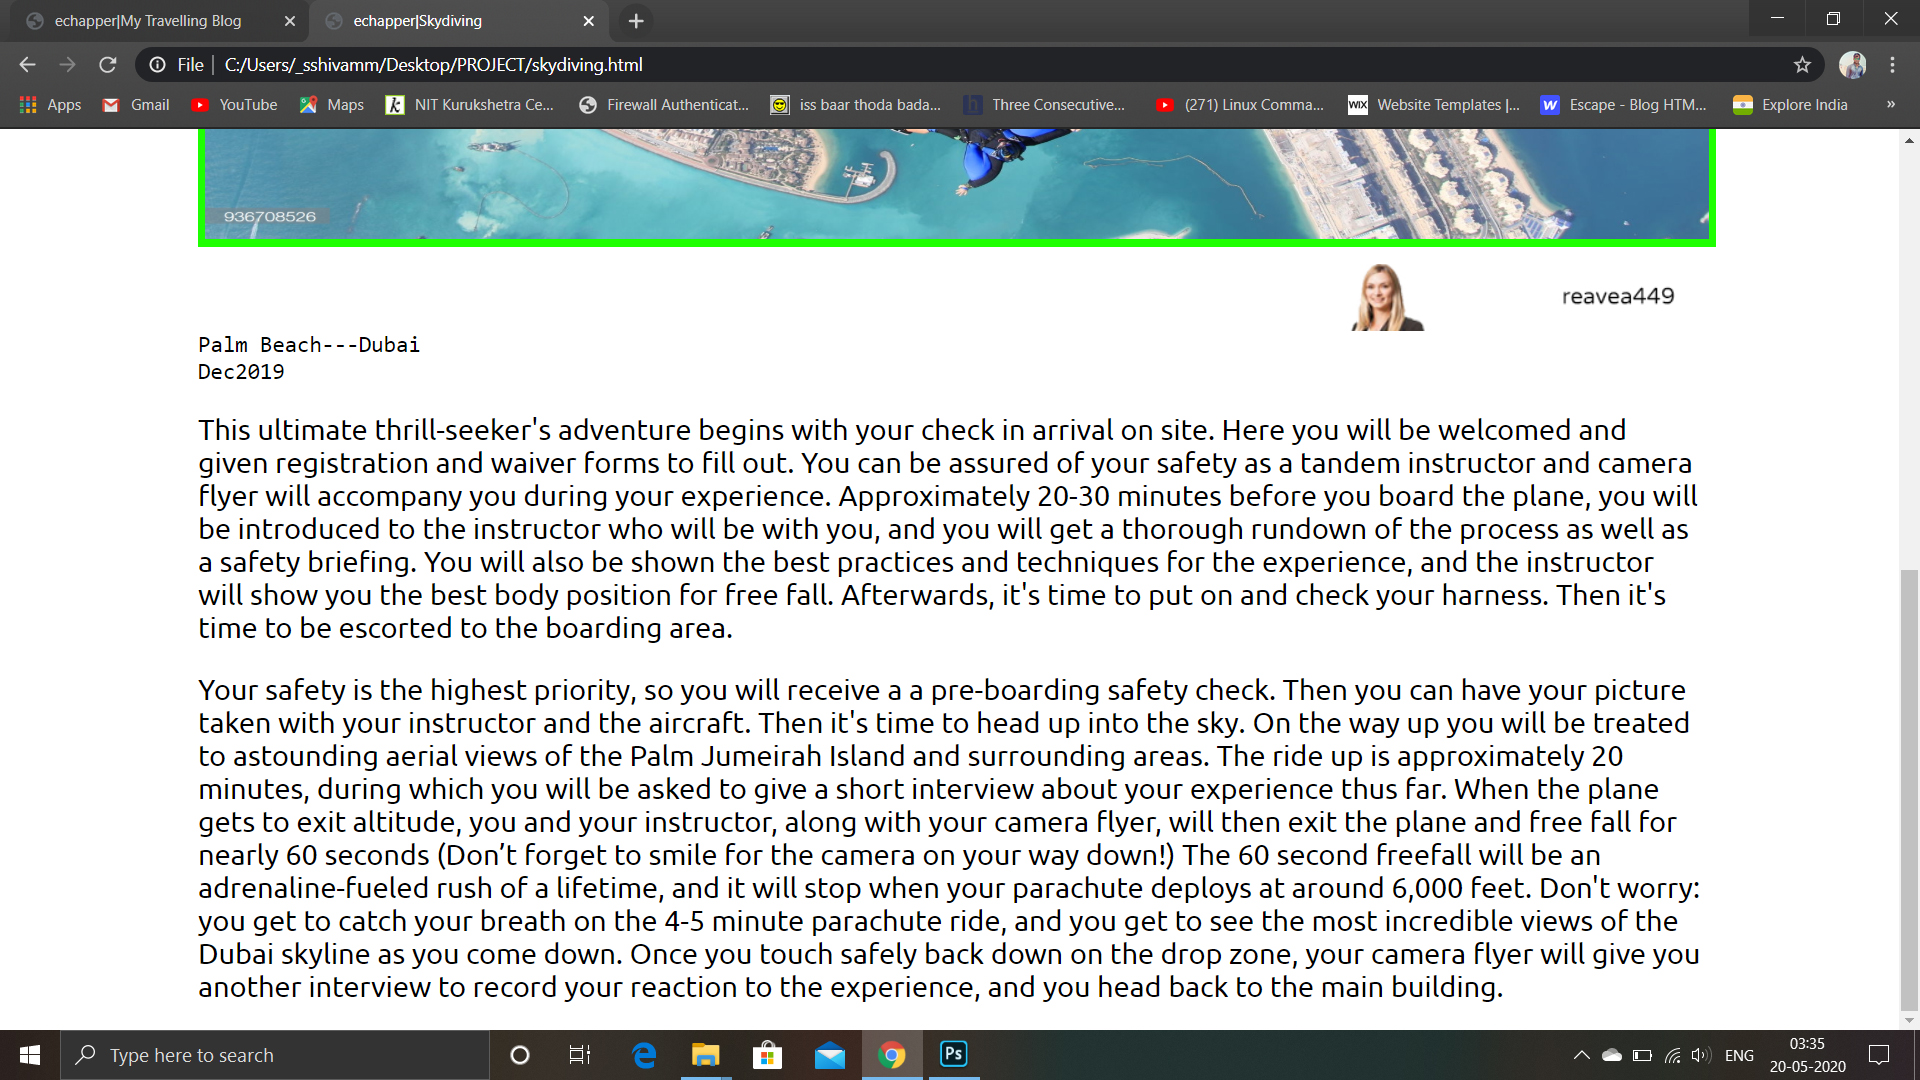 echapper|My Travelling Blog
echapper|Skydiving
File
C:/Users/_sshivamm/Desktop/PROJECT/skydiving.html
Apps
Gmail
YouTube
Maps
k
NIT Kurukshetra Ce...
Firewall Authenticat...
iss baar thoda bada...
h
Three Consecutive...
(271) Linux Comma...
WIX
Website Templates |...
W
Escape - Blog HTM...
Explore India
»
936708526
reavea449
Palm Beach---Dubai
Dec2019
This ultimate thrill-seeker's adventure begins with your check in arrival on site. Here you will be welcomed and
given registration and waiver forms to fill out. You can be assured of your safety as a tandem instructor and camera
flyer will accompany you during your experience. Approximately 20-30 minutes before you board the plane, you will
be introduced to the instructor who will be with you, and you will get a thorough rundown of the process as well as
a safety briefing. You will also be shown the best practices and techniques for the experience, and the instructor
will show you the best body position for free fall. Afterwards, it's time to put on and check your harness. Then it's
time to be escorted to the boarding area.
Your safety is the highest priority, so you will receive a a pre-boarding safety check. Then you can have your picture
taken with your instructor and the aircraft. Then it's time to head up into the sky. On the way up you will be treated
to astounding aerial views of the Palm Jumeirah Island and surrounding areas. The ride up is approximately 20
minutes, during which you will be asked to give a short interview about your experience thus far. When the plane
gets to exit altitude, you and your instructor, along with your camera flyer, will then exit the plane and free fall for
nearly 60 seconds (Don’t forget to smile for the camera on your way down!) The 60 second freefall will be an
adrenaline-fueled rush of a lifetime, and it will stop when your parachute deploys at around 6,000 feet. Don't worry:
you get to catch your breath on the 4-5 minute parachute ride, and you get to see the most incredible views of the
Dubai skyline as you come down. Once you touch safely back down on the drop zone, your camera flyer will give you
another interview to record your reaction to the experience, and you head back to the main building.
Type here to search
Ps
ENG
03:35
20-05-2020